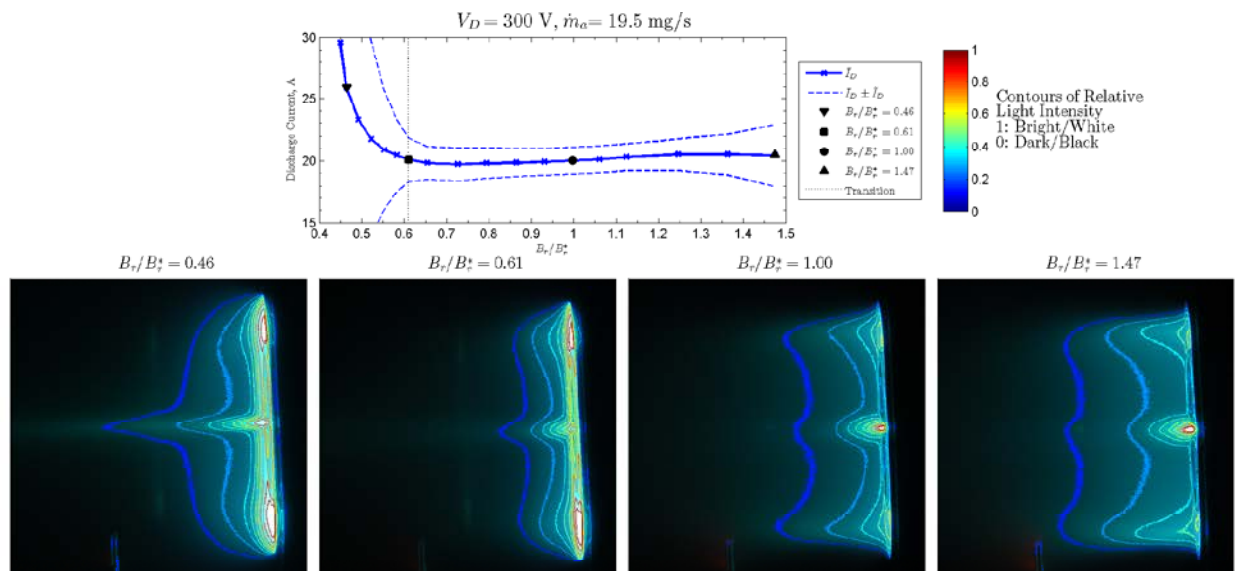 V_D = 300 V, ṁ_a= 19.5 mg/s
30
25
20
15
Discharge Current, A
0.4 0.5 0.6 0.7 0.8 0.9 1 1.1 1.2 1.3 1.4 1.5
B_r/B_r*
Ī_D
Ī_D ± Ĩ_D
B_r/B_r* = 0.46
B_r/B_r* = 0.61
B_r/B_r* = 1.00
B_r/B_r* = 1.47
Transition
1
0.8
0.6
0.4
0.2
0
Contours of Relative
Light Intensity
1: Bright/White
0: Dark/Black
B_r/B_r* = 0.46
B_r/B_r* = 0.61
B_r/B_r* = 1.00
B_r/B_r* = 1.47